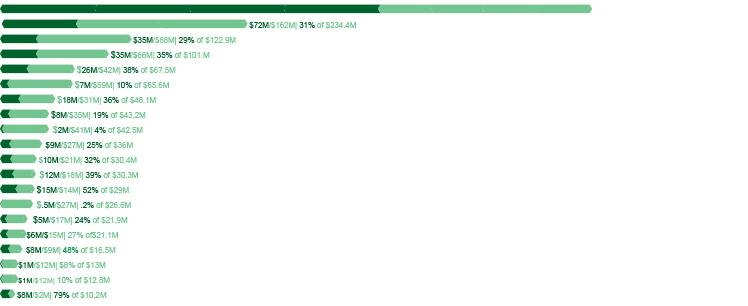 $72M/$162M| 31% of $234.4M
$35M/$88M| 29% of $122.9M
$35M/$66M| 35% of $101.M
$26M/$42M| 38% of $67.5M
$7M/$59M| 10% of $65.6M
$18M/$31M| 36% of $48.1M
$8M/$35M| 19% of $43.2M
$2M/$41M| 4% of $42.5M
$9M/$27M| 25% of $36M
$10M/$21M| 32% of $30.4M
$12M/$18M| 39% of $30.3M
$15M/$14M| 52% of $29M
$.5M/$27M| .2% of $26.6M
$5M/$17M| 24% of $21.9M
$6M/$15M| 27% of$21.1M
$8M/$9M| 48% of $16.5M
$1M/$12M| $8% of $13M
$1M/$12M| 10% of $12.8M
$8M/$2M| 79% of $10.2M